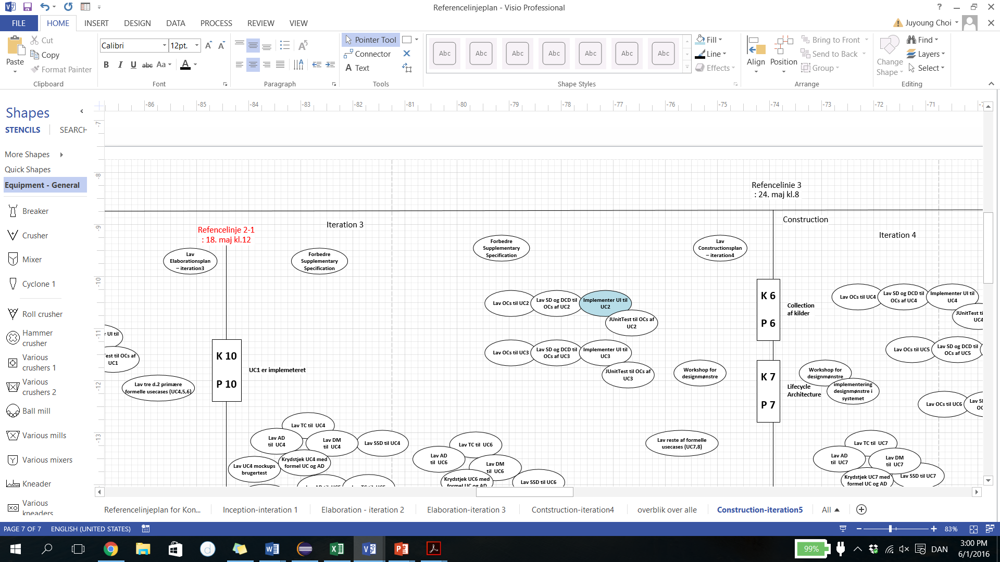 Referencelinjeplan - Visio Professional
FILE
HOME
INSERT
DESIGN
DATA
PROCESS
REVIEW
VIEW
Juyoung Choi
Paste
Cut
Copy
Format Painter
Clipboard
Calibri
12pt.
B I U abc Aa A
Font
Paragraph
Pointer Tool
Connector
A Text
Tools
Abc Abc Abc Abc Abc Abc Abc
Shape Styles
Fill
Line
Effects
Align
Position
Bring to Front
Send to Back
Group
Arrange
Change
Shape
Find
Layers
Select
Editing
Shapes
STENCILS
SEARCH
More Shapes
Quick Shapes
Equipment - General
Breaker
Crusher
Mixer
Cyclone 1
Roll crusher
Hammer
crusher
Various
crushers 1
Various
crushers 2
Ball mill
Various mills
Various mixers
Kneader
Various
kneaders
-86 -85 -84 -83 -82 -81 -80 -79 -78 -77 -76 -75 -74 -73 -72 -71
-7
-8
-9
-10
-11
-12
-13
Refencelinie 3
: 24. maj kl.8
Refencelinje 2-1
: 18. maj kl.12
Iteration 3
Construction
Iteration 4
Lav
Elaborationsplan
– iteration3
Forbedre
Supplementary
Specification
Forbedre
Supplementary
Specification
Lav
Constructionsplan
– iteration4
Lav OCs til UC2
Lav SD og DCD til
OCs af UC2
Implementer UI til
UC2
JUnitTest til OCs af
UC2
K 6
P 6
Collection
af kilder
Lav OCs til UC4
Lav SD og DCD til
OCs af UC4
Implementer UI til
UC4
JUnitTest ti
UC4
r UI til
Test til OCs af
UC1
Lav tre d.2 primære
formelle usecases (UC4,5,6)
K 10
P 10
UC1 er implemeteret
Lav OCs til UC3
Lav SD og DCD til
OCs af UC3
Implementer UI til
UC3
JUnitTest til OCs af
UC3
Workshop for
designmønstre
K 7
P 7
Lifecycle
Architecture
Workshop for
designmønstre
implementering
designmønstre i
systemet
Lav OCs til UC5
Lav SD og DCD til
OCs af UC5
Lav OCs til UC6
Lav S
OC
Lav TC til UC4
Lav AD
til UC4
Lav DM
til UC4
Lav SSD til UC4
Lav UC4 mockups
brugertest
Krydstjek UC4 med
formel UC og AD
Lav AD til UC5
Lav TC til UC5
Lav TC til UC6
Lav AD
til UC6
Lav DM
til UC6
Krydstjek UC6 med
formel UC og AD
Lav SSD til UC6
Lav reste af formelle
usecases (UC7,8)
Lav TC til UC7
Lav AD
til UC7
Lav DM
til UC7
Krydstjek UC7 med
formel UC og AD
Lav SSD til UC7
Referencelinjeplan for Kon...
Inception-interation 1
Elaboration - iteration 2
Elaboration-iteration 3
Contstruction-iteration4
overblik over alle
Construction-iteration5
All
PAGE 7 OF 7
ENGLISH (UNITED STATES)
83%
99%
DAN
3:00 PM
6/1/2016